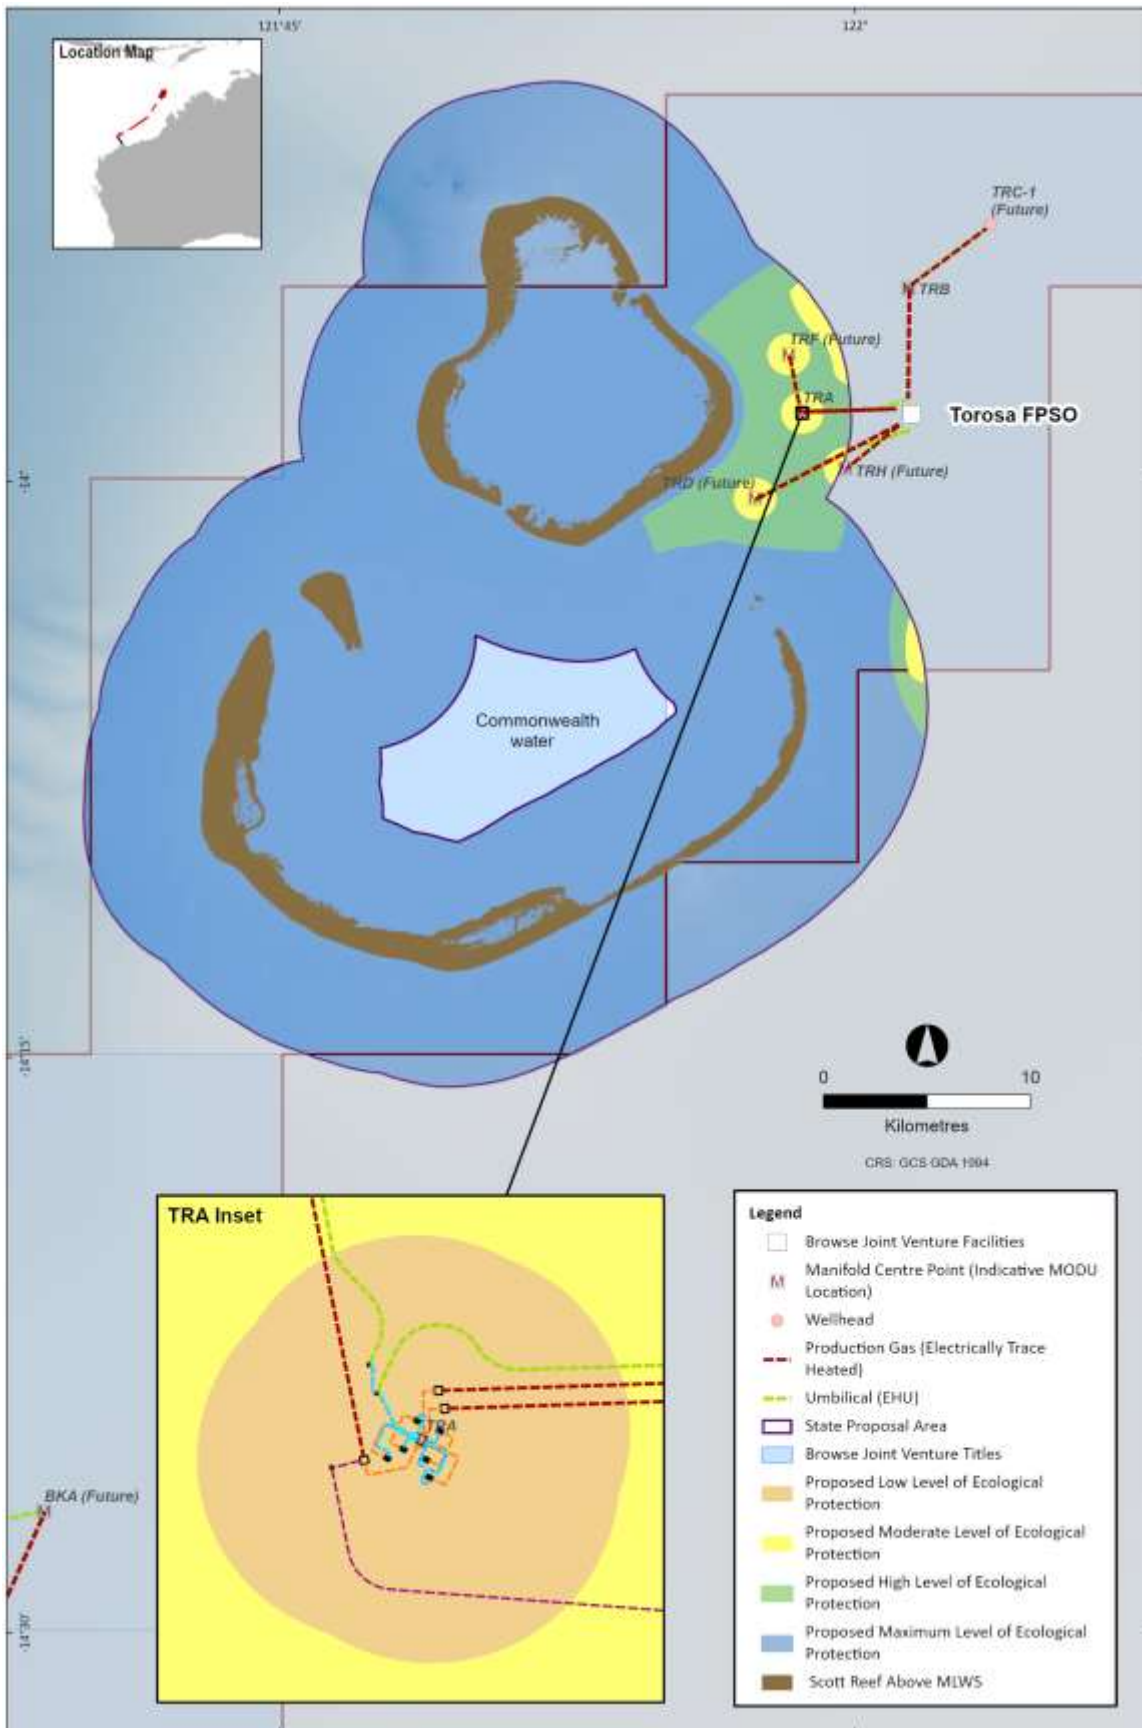 121°45'
122°
Location Map
TRC-1
(Future)
TRB
TRF (Future)
TRA
Torosa FPSO
-14°
TRD (Future)
TRH (Future)
Commonwealth
water
-14°15'
0 10
Kilometres
CRS: GCS GDA 1994
TRA Inset
TRA
BKA (Future)
-14°30'
Legend
Browse Joint Venture Facilities
M Manifold Centre Point (Indicative MODU
Location)
Wellhead
Production Gas (Electrically Trace
Heated)
Umbilical (EHU)
State Proposal Area
Browse Joint Venture Titles
Proposed Low Level of Ecological
Protection
Proposed Moderate Level of Ecological
Protection
Proposed High Level of Ecological
Protection
Proposed Maximum Level of Ecological
Protection
Scott Reef Above MLWS